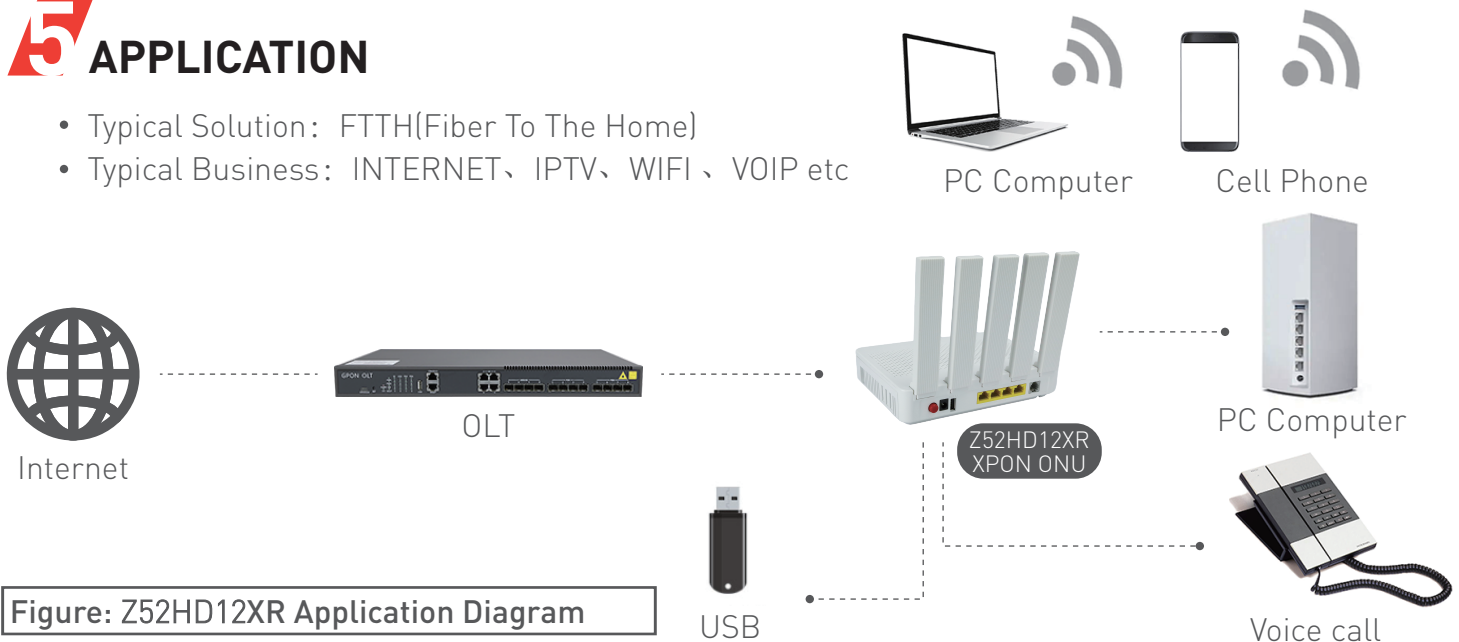 5 APPLICATION
• Typical Solution：FTTH(Fiber To The Home)
• Typical Business：INTERNET、IPTV、WIFI 、VOIP etc
PC Computer
Cell Phone
GPON OLT
OLT
Internet
Z52HD12XR
XPON ONU
PC Computer
USB
Voice call
Figure: Z52HD12XR Application Diagram